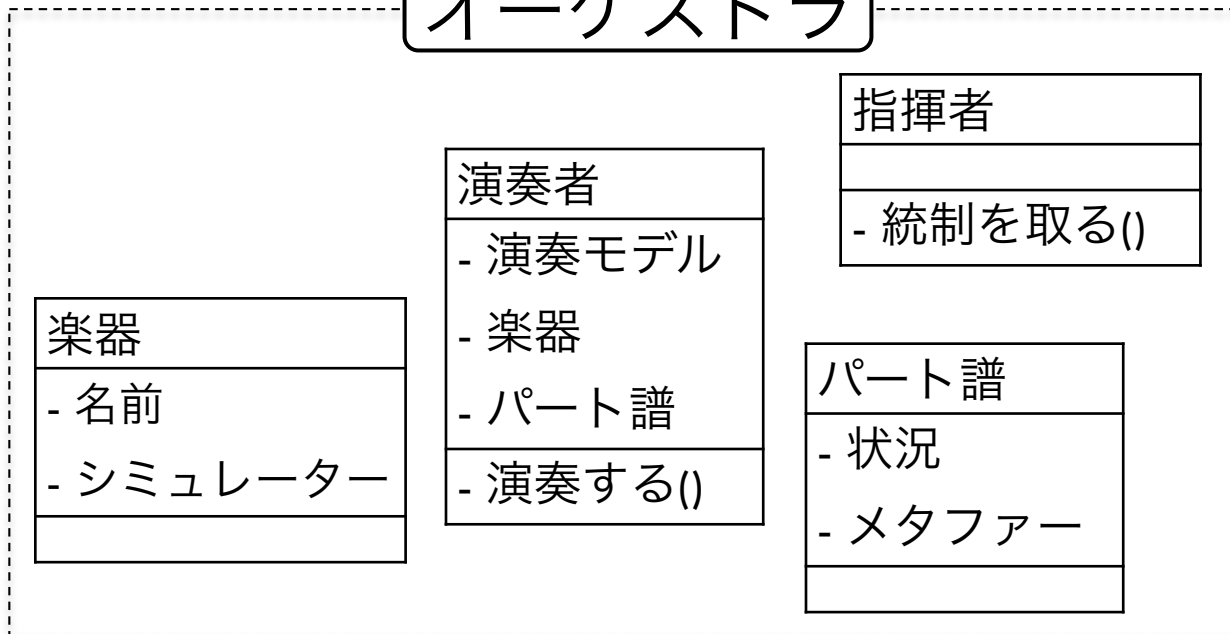 オーケストラ
楽器
- 名前
- シミュレーター
演奏者
- 演奏モデル
- 楽器
- パート譜
- 演奏する()
指揮者
- 統制を取る()
パート譜
- 状況
- メタファー